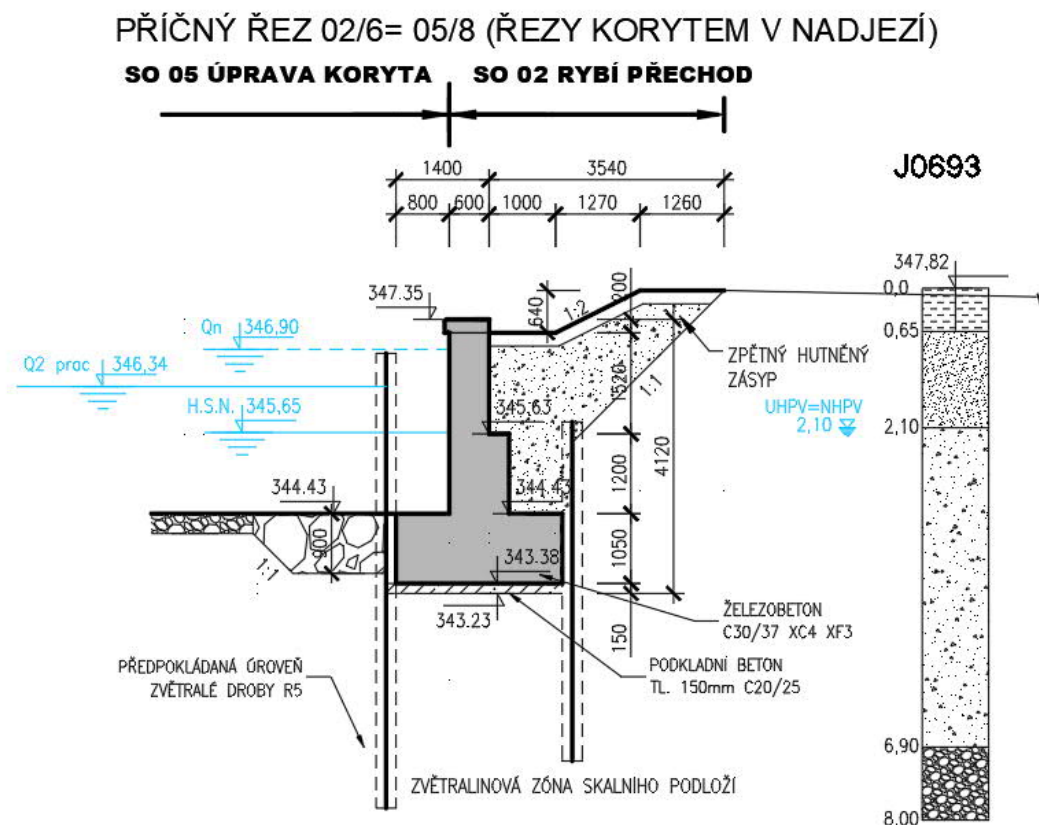 PŘÍČNÝ ŘEZ 02/6= 05/8 (ŘEZY KORYTEM V NADJEZÍ)
SO 05 ÚPRAVA KORYTA
SO 02 RYBÍ PŘECHOD
J0693
1400
3540
800
600
1000
1270
1260
347,82
0,0
0,65
2,10
6,90
8,00
347.35
640
1:2
200
Qn 346,90
Q2 prac 346,34
H.S.N. 345,65
345.63
1:1
ZPĚTNÝ HUTNĚNÝ
ZÁSYP
UHPV=NHPV
2,10
4120
1200
344.43
344.43
1050
1:1
343.38
343.23
150
ŽELEZOBETON
C30/37 XC4 XF3
PODKLADNÍ BETON
TL. 150mm C20/25
PŘEDPOKLÁDANÁ ÚROVEŇ
ZVĚTRALÉ DROBY R5
ZVĚTRALINOVÁ ZÓNA SKALNÍHO PODLOŽÍ